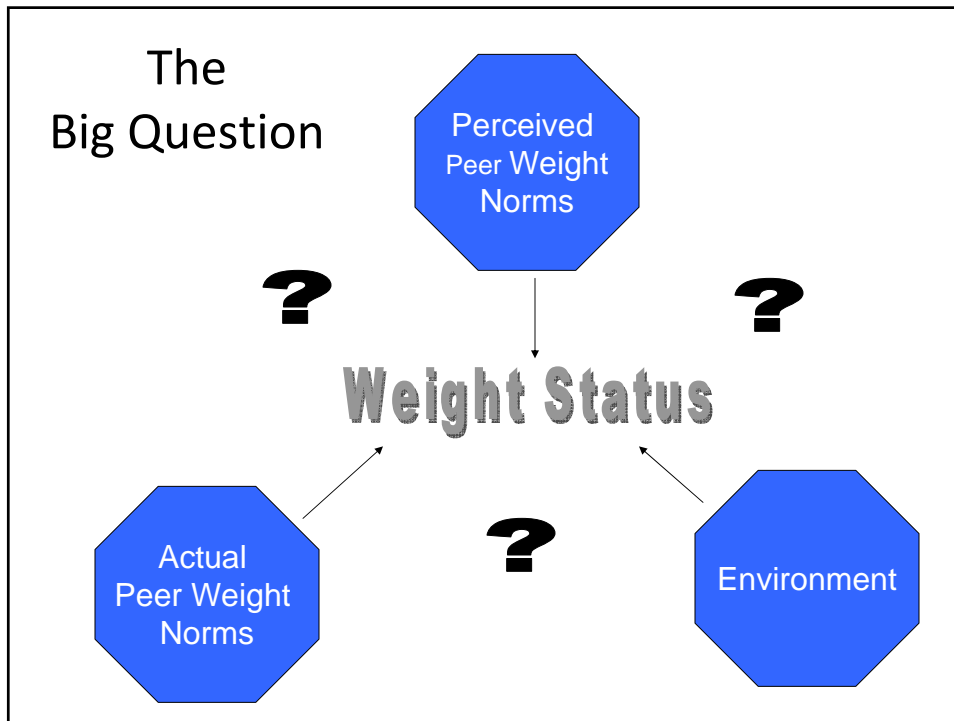 The
Big Question
Perceived
Peer Weight
Norms
?
?
Weight Status
?
Actual
Peer Weight
Norms
Environment